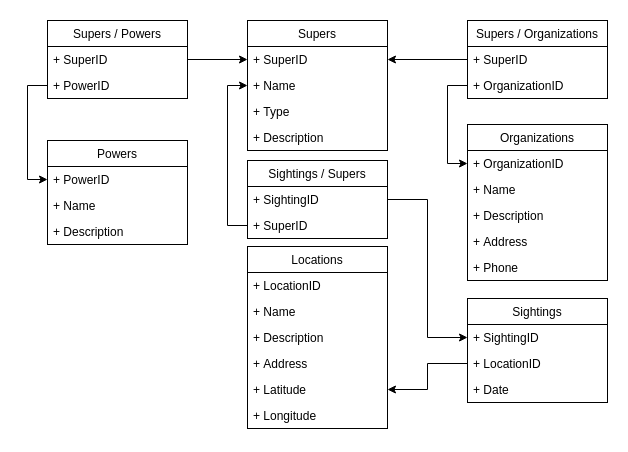 Supers / Powers
+ SuperID
+ PowerID
Powers
+ PowerID
+ Name
+ Description
Supers
+ SuperID
+ Name
+ Type
+ Description
Sightings / Supers
+ SightingID
+ SuperID
Locations
+ LocationID
+ Name
+ Description
+ Address
+ Latitude
+ Longitude
Supers / Organizations
+ SuperID
+ OrganizationID
Organizations
+ OrganizationID
+ Name
+ Description
+ Address
+ Phone
Sightings
+ SightingID
+ LocationID
+ Date